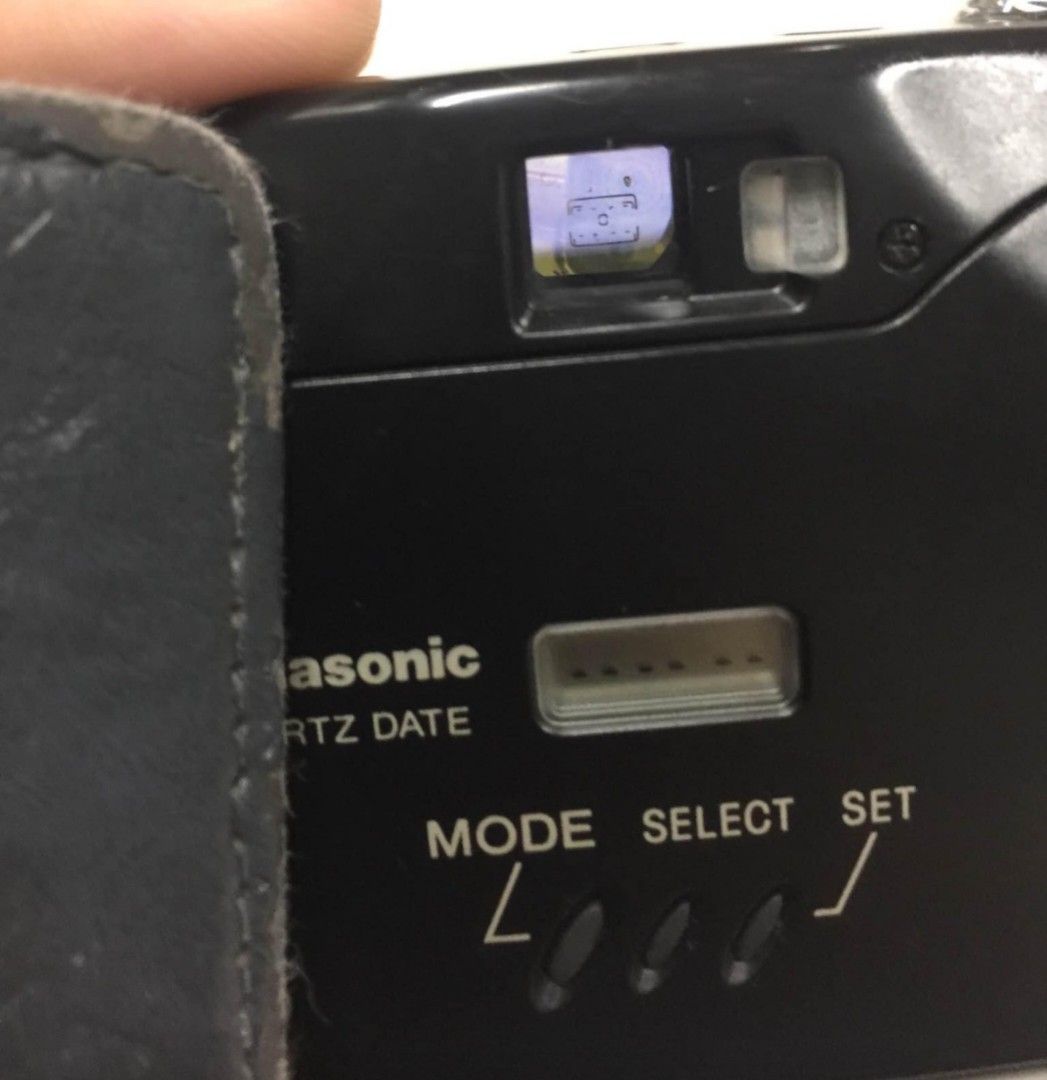 asonic
RTZ DATE
MODE SELECT SET